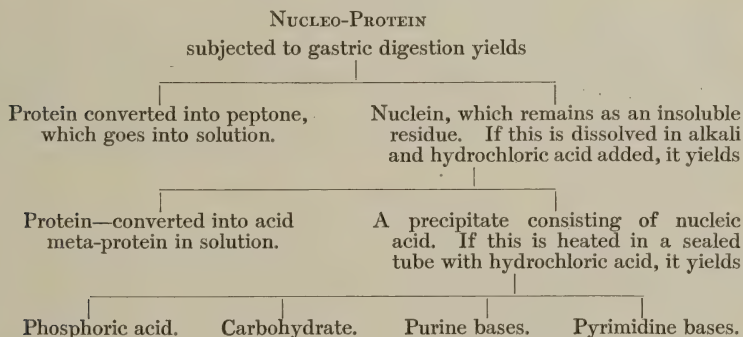 NUCLEO-PROTEIN
subjected to gastric digestion yields
Protein converted into peptone,
which goes into solution.
Nuclein, which remains as an insoluble
residue. If this is dissolved in alkali
and hydrochloric acid added, it yields
Protein—converted into acid
meta-protein in solution.
A precipitate consisting of nucleic
acid. If this is heated in a sealed
tube with hydrochloric acid, it yields
Phosphoric acid. Carbohydrate. Purine bases. Pyrimidine bases.